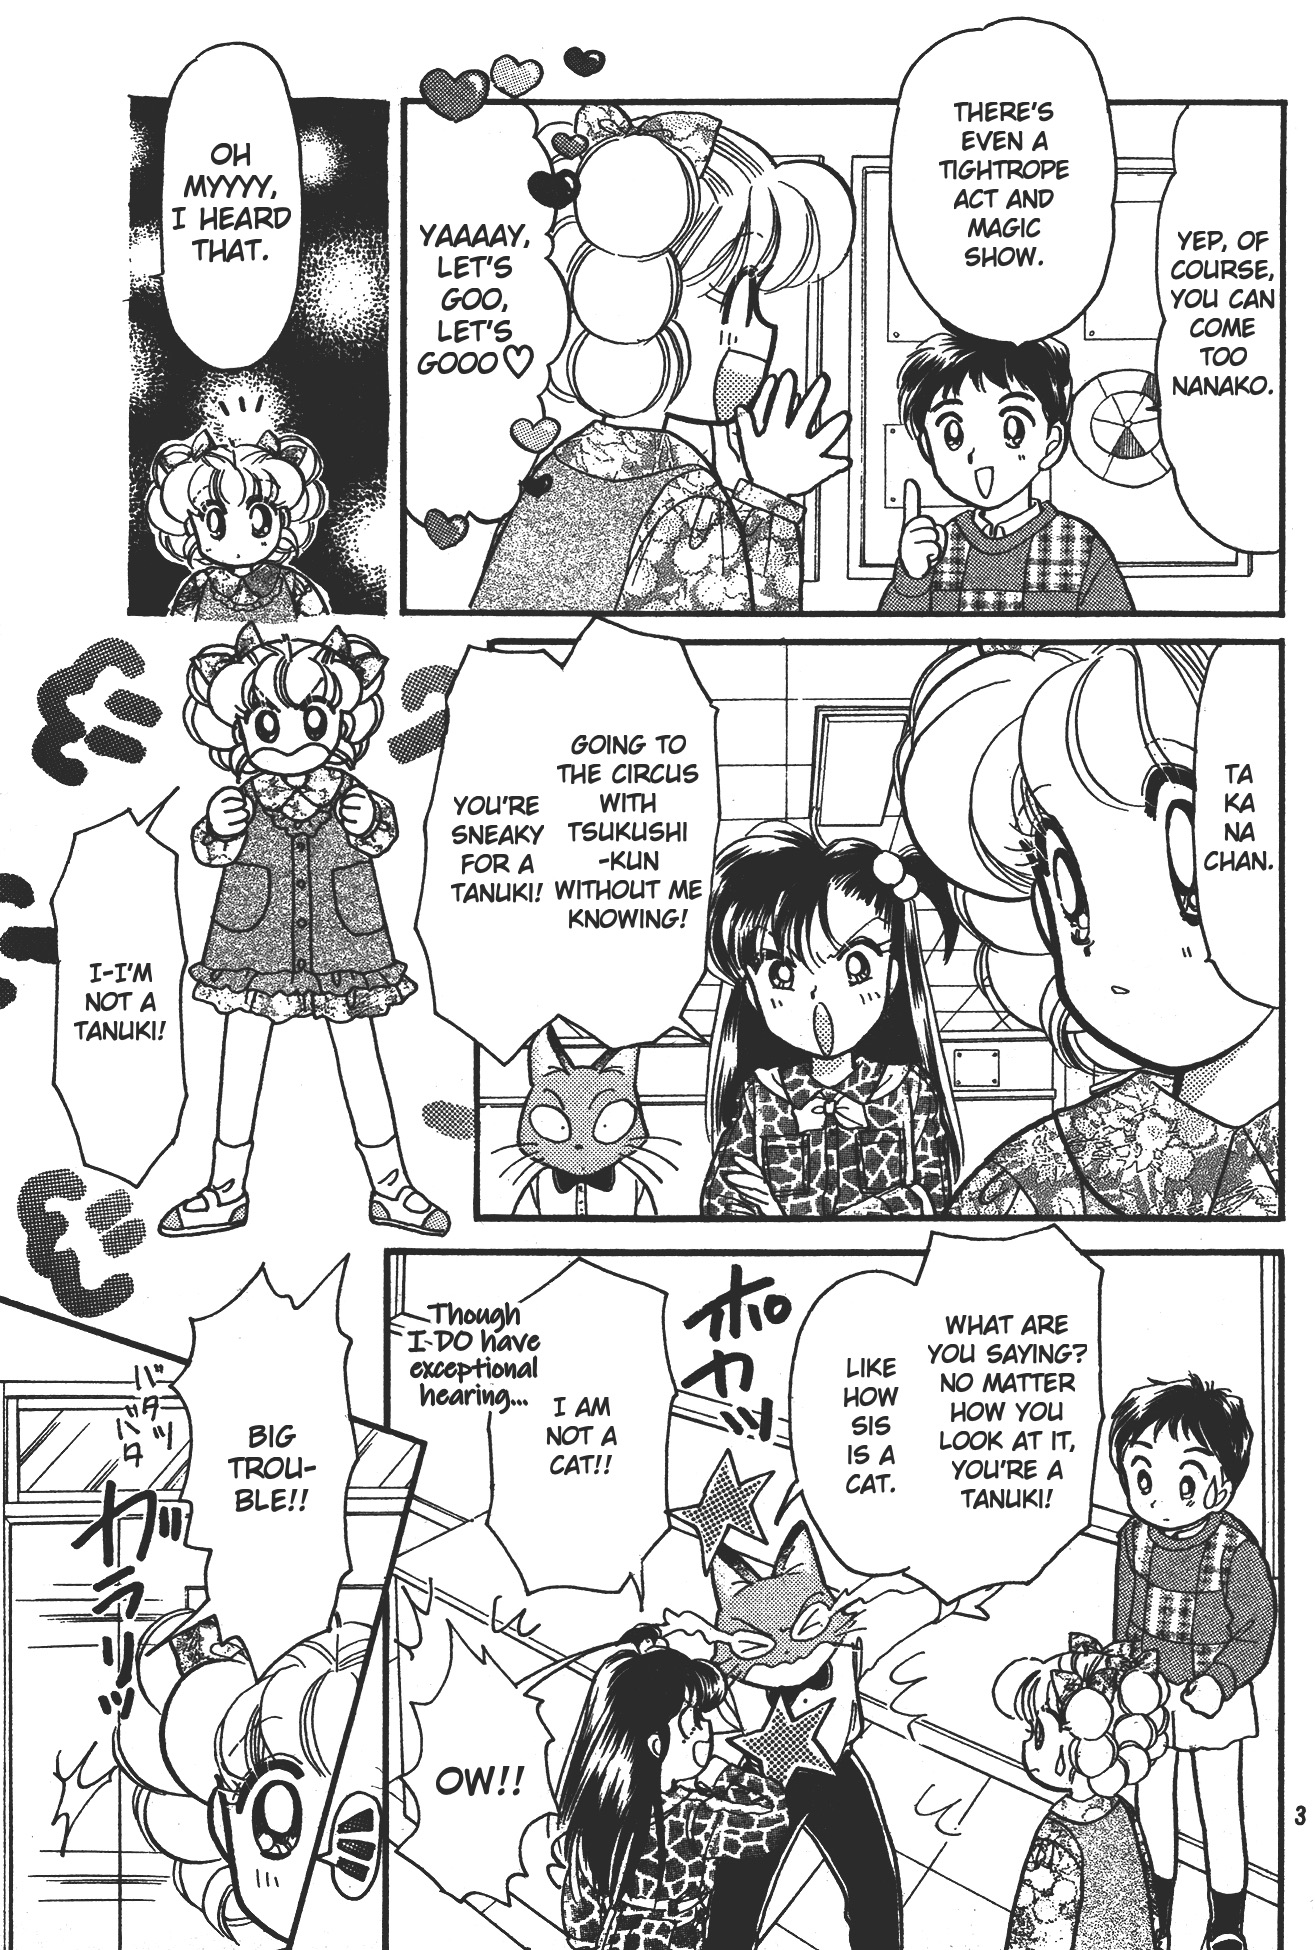 YEP, OF
COURSE,
YOU CAN
COME
TOO
NANAKO.
THERE'S
EVEN A
TIGHTROPE
ACT AND
MAGIC
SHOW.
YAAAAY,
LET'S
GOO,
LET'S
GOOO♡
OH
MYYYY,
I HEARD
THAT.
TA
KA
NA
CHAN.
GOING TO
THE CIRCUS
WITH
TSUKUSHI
-KUN
WITHOUT ME
KNOWING!
YOU'RE
SNEAKY
FOR A
TANUKI!
I-I'M
NOT A
TANUKI!
WHAT ARE
YOU SAYING?
NO MATTER
HOW YOU
LOOK AT IT,
YOU'RE A
TANUKI!
LIKE
HOW
SIS
IS A
CAT.
ポカッ
I AM
NOT A
CAT!!
Though
I DO have
exceptional
hearing...
OW!!
BIG
TROU-
BLE!!
バタバタッ
ガラリッ
3